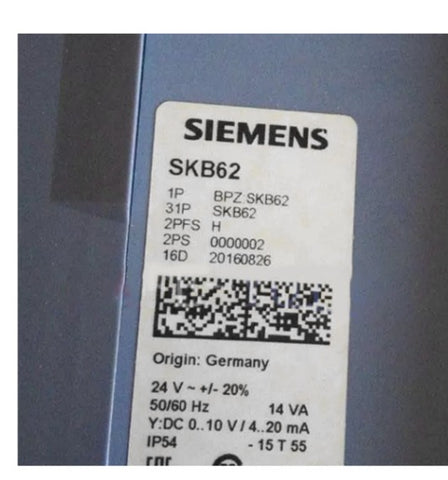 SIEMENS
SKB62
1P BPZ:SKB62
31P SKB62
2PFS H
2PS 0000002
16D 20160826
Origin: Germany
24 V ~ +/- 20%
50/60 Hz 14 VA
Y:DC 0..10 V / 4..20 mA
IP54 - 15 T 55